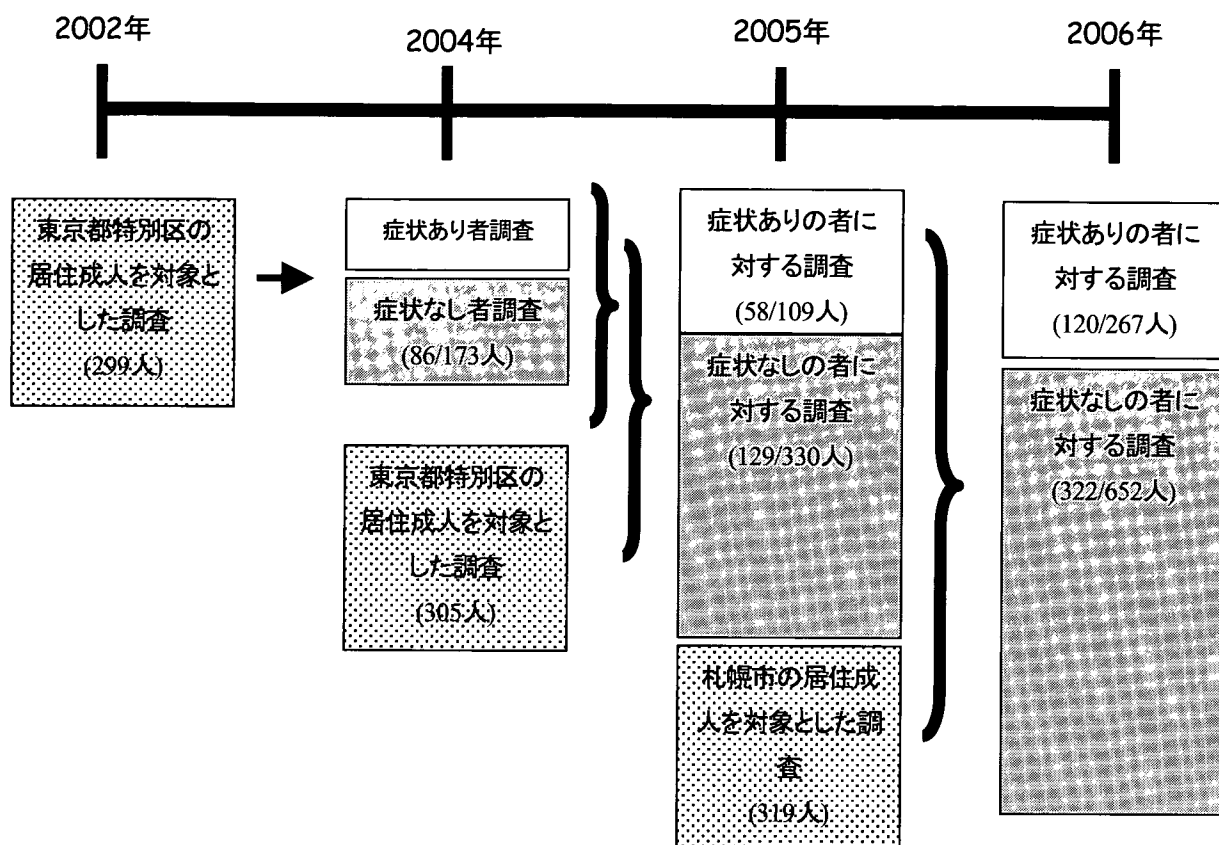 2002年
2004年
2005年
2006年
東京都特別区の
居住成人を対象と
した調査
(299人)
症状あり者調査
症状なし者調査
(86/173人)
東京都特別区の
居住成人を対象と
した調査
(305人)
症状ありの者に
対する調査
(58/109人)
症状なしの者に
対する調査
(129/330人)
札幌市の居住成
人を対象とした調
査
(319人)
症状ありの者に
対する調査
(120/267人)
症状なしの者に
対する調査
(322/652人)